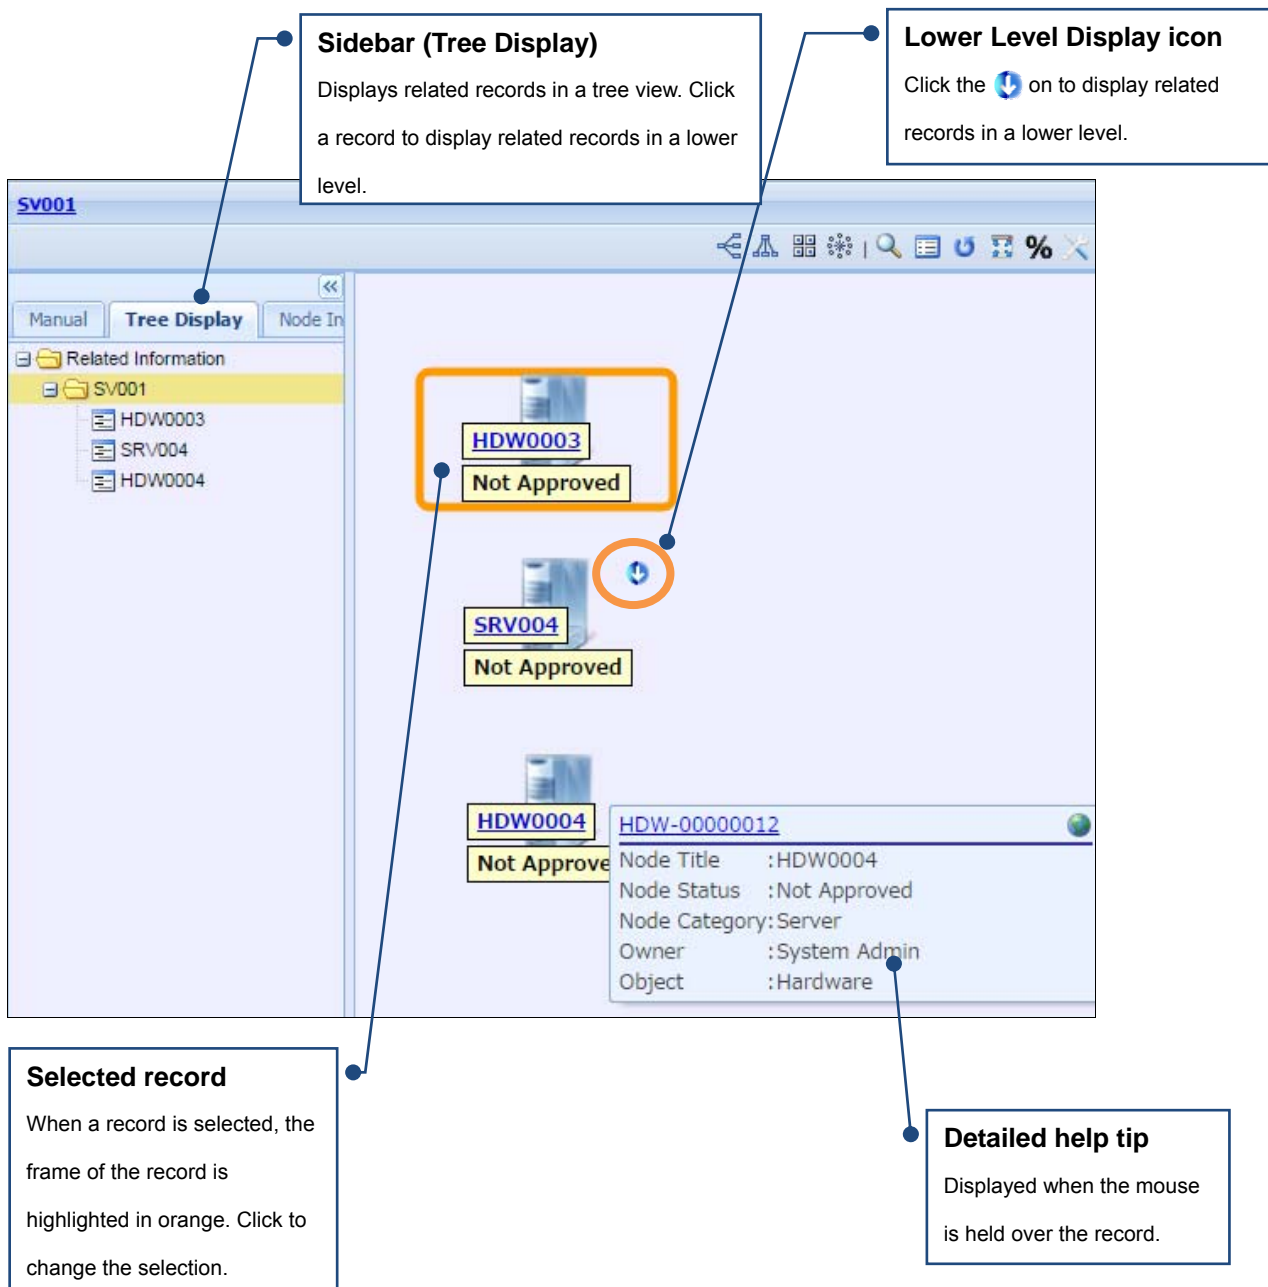 Sidebar (Tree Display)
Displays related records in a tree view. Click
a record to display related records in a lower
level.
Lower Level Display icon
Click the on to display related
records in a lower level.
SV001
%
Manual
Tree Display
Node In
Related Information
SV001
HDW0003
SRV004
HDW0004
HDW0003
Not Approved
SRV004
Not Approved
HDW0004
Not Approve
HDW-00000012
Node Title :HDW0004
Node Status :Not Approved
Node Category:Server
Owner :System Admin
Object :Hardware
Selected record
When a record is selected, the
frame of the record is
highlighted in orange. Click to
change the selection.
Detailed help tip
Displayed when the mouse
is held over the record.